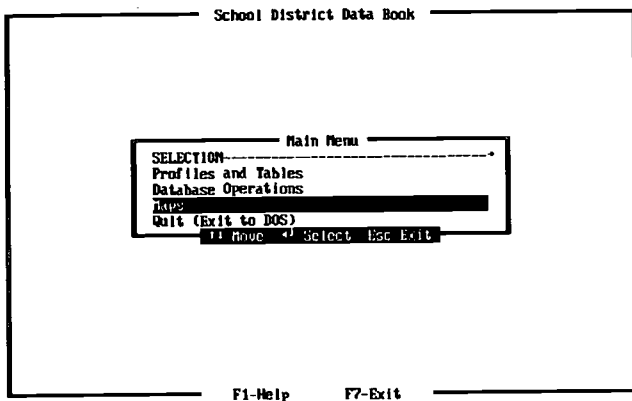 School District Data Book
Main Menu
SELECTION
Profiles and Tables
Database Operations
Maps
Quit (Exit to DOS)
↑↓ Move ↵ Select Esc Exit
F1-Help F7-Exit